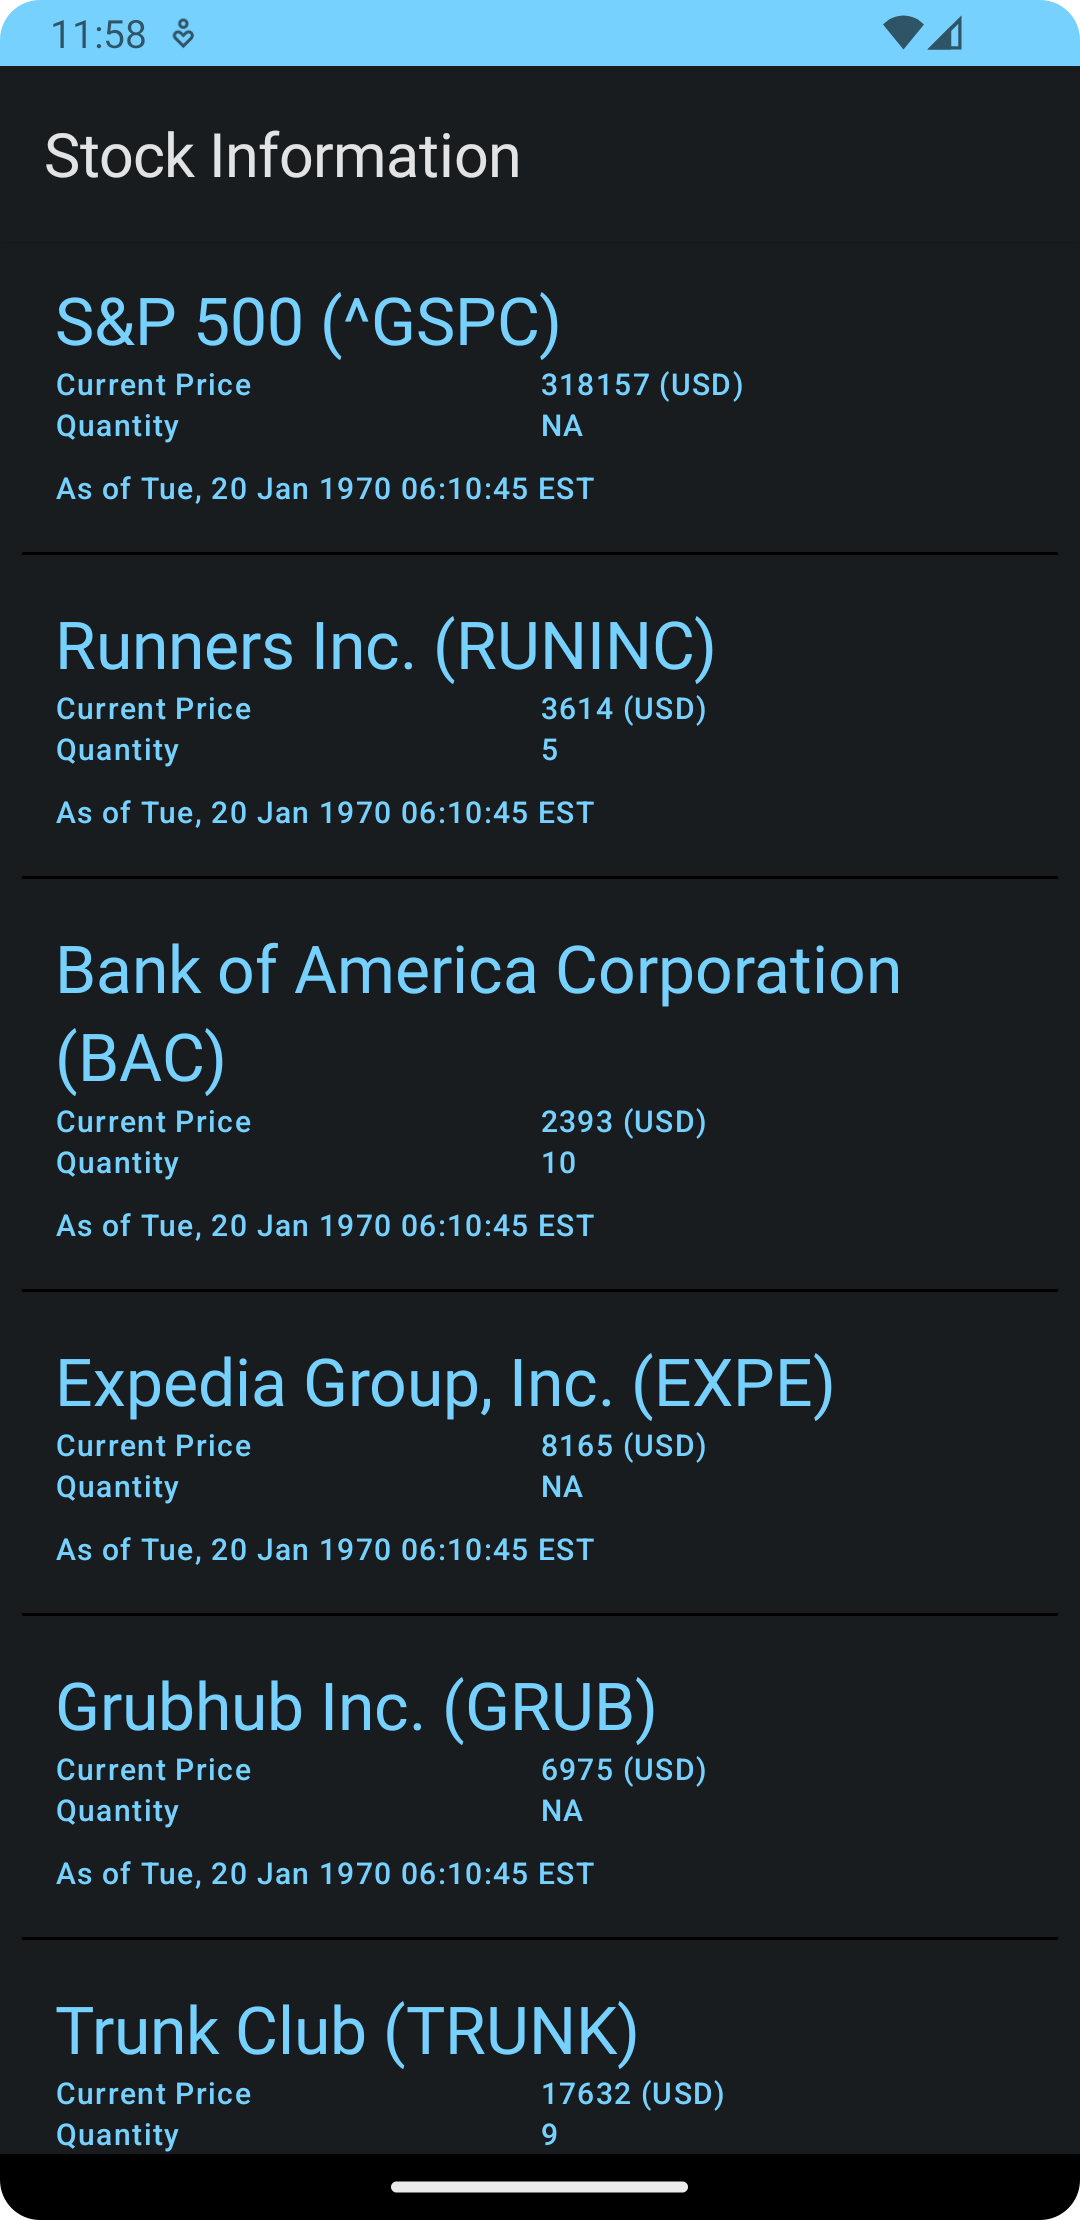 11:58
Stock Information
S&P 500 (^GSPC)
Current Price 318157 (USD)
Quantity NA
As of Tue, 20 Jan 1970 06:10:45 EST
Runners Inc. (RUNINC)
Current Price 3614 (USD)
Quantity 5
As of Tue, 20 Jan 1970 06:10:45 EST
Bank of America Corporation
(BAC)
Current Price 2393 (USD)
Quantity 10
As of Tue, 20 Jan 1970 06:10:45 EST
Expedia Group, Inc. (EXPE)
Current Price 8165 (USD)
Quantity NA
As of Tue, 20 Jan 1970 06:10:45 EST
Grubhub Inc. (GRUB)
Current Price 6975 (USD)
Quantity NA
As of Tue, 20 Jan 1970 06:10:45 EST
Trunk Club (TRUNK)
Current Price 17632 (USD)
Quantity 9